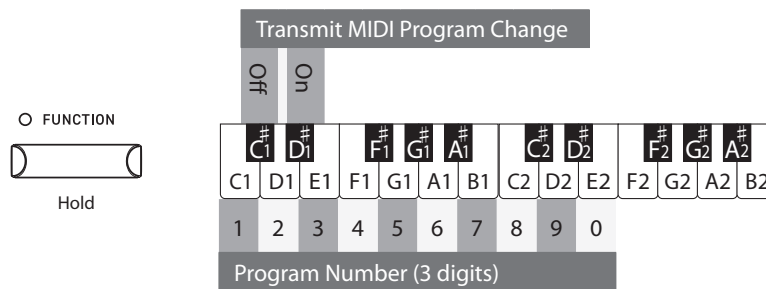 Transmit MIDI Program Change
Off On
FUNCTION
Hold
C♯1 D♯1 F♯1 G♯1 A♯1 C♯2 D♯2 F♯2 G♯2 A♯2
C1 D1 E1 F1 G1 A1 B1 C2 D2 E2 F2 G2 A2 B2
1 2 3 4 5 6 7 8 9 0
Program Number (3 digits)